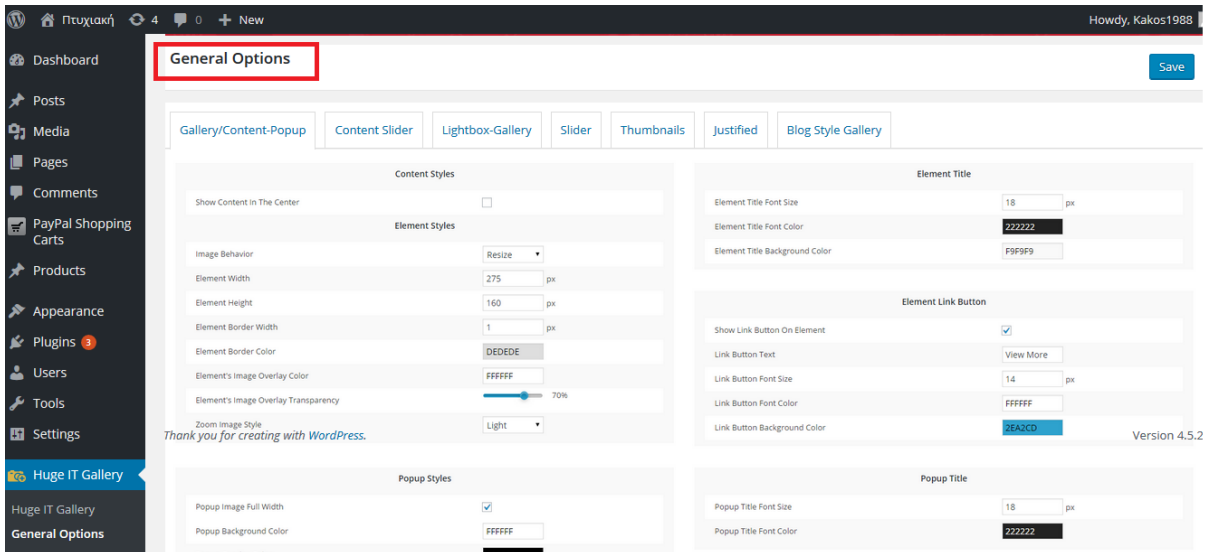 Πτυχιακή 4 0 + New Howdy, Kakos1988
Dashboard
Posts
Media
Pages
Comments
PayPal Shopping
Carts
Products
Appearance
Plugins 3
Users
Tools
Settings
Huge IT Gallery
Huge IT Gallery
General Options
General Options
Save
Gallery/Content-Popup Content Slider Lightbox-Gallery Slider Thumbnails Justified Blog Style Gallery
Content Styles
Show Content In The Center
Element Styles
Image Behavior Resize
Element Width 275 px
Element Height 160 px
Element Border Width 1 px
Element Border Color DEDEDE
Element's Image Overlay Color FFFFFF
Element's Image Overlay Transparency 70%
Zoom Image Style Light
Element Title
Element Title Font Size 18 px
Element Title Font Color 222222
Element Title Background Color F9F9F9
Element Link Button
Show Link Button On Element
Link Button Text View More
Link Button Font Size 14 px
Link Button Font Color FFFFFF
Link Button Background Color 2EA2CD
Thank you for creating with WordPress. Version 4.5.2
Popup Styles
Popup Image Full Width
Popup Background Color FFFFFF
Popup Title
Popup Title Font Size 18 px
Popup Title Font Color 222222